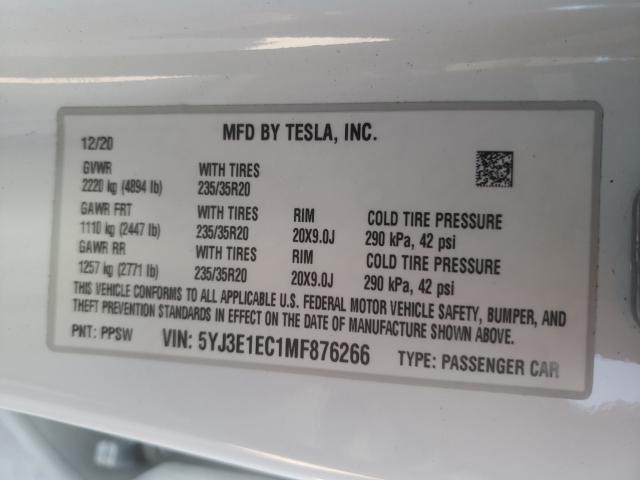 12/20 MFD BY TESLA, INC.
GVWR WITH TIRES
2220 kg (4894 lb) 235/35R20
GAWR FRT WITH TIRES RIM COLD TIRE PRESSURE
1110 kg (2447 lb) 235/35R20 20X9.0J 290 kPa, 42 psi
GAWR RR WITH TIRES RIM COLD TIRE PRESSURE
1257 kg (2771 lb) 235/35R20 20X9.0J 290 kPa, 42 psi
THIS VEHICLE CONFORMS TO ALL APPLICABLE U.S. FEDERAL MOTOR VEHICLE SAFETY, BUMPER, AND
THEFT PREVENTION STANDARDS IN EFFECT ON THE DATE OF MANUFACTURE SHOWN ABOVE.
PNT: PPSW VIN: 5YJ3E1EC1MF876266 TYPE: PASSENGER CAR